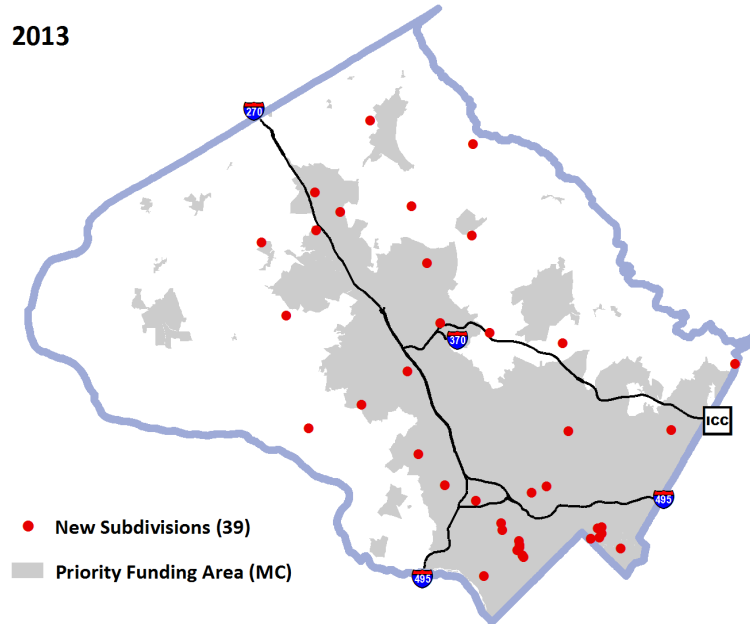 2013
270
370
ICC
495
New Subdivisions (39)
Priority Funding Area (MC)
495